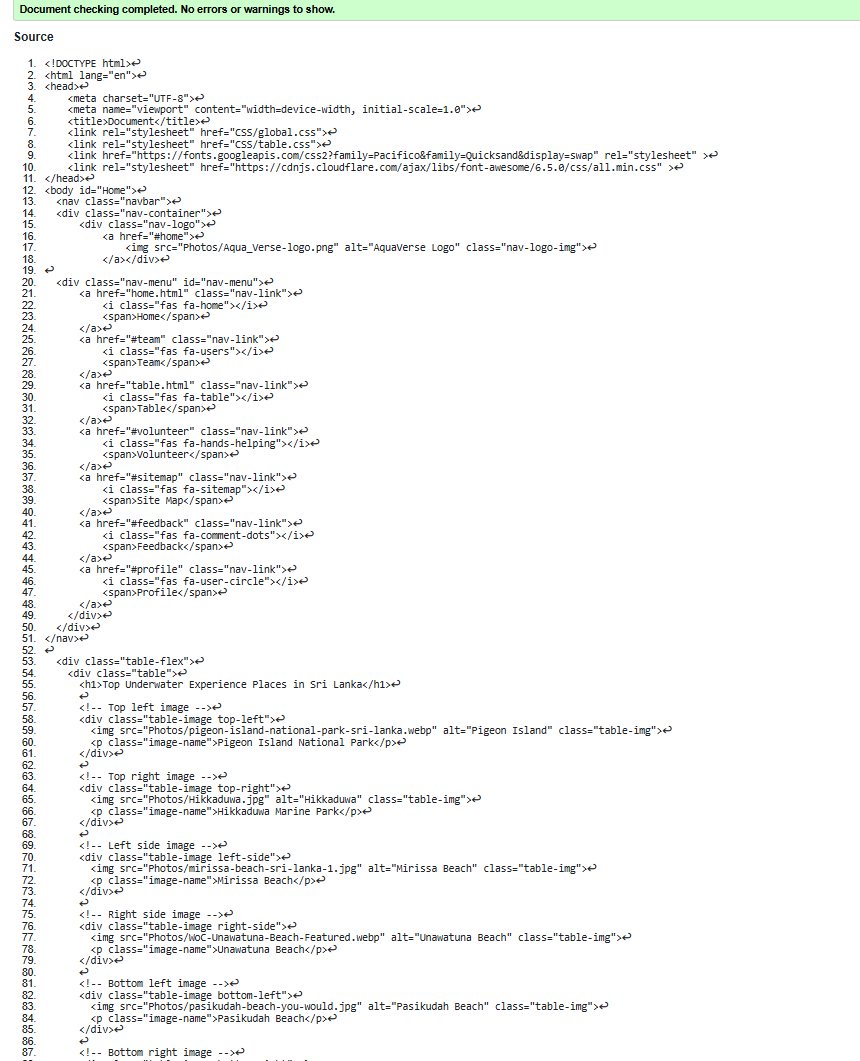 Document checking completed. No errors or warnings to show.
Source
1. <!DOCTYPE html>↩
2. <html lang="en">↩
3. <head>↩
4.     <meta charset="UTF-8">↩
5.     <meta name="viewport" content="width=device-width, initial-scale=1.0">↩
6.     <title>Document</title>↩
7.     <link rel="stylesheet" href="CSS/global.css">↩
8.     <link rel="stylesheet" href="CSS/table.css">↩
9.     <link href="https://fonts.googleapis.com/css2?family=Pacifico&family=Quicksand&display=swap" rel="stylesheet" >↩
10.     <link rel="stylesheet" href="https://cdnjs.cloudflare.com/ajax/libs/font-awesome/6.5.0/css/all.min.css" >↩
11. </head>↩
12. <body id="Home">↩
13.   <nav class="navbar">↩
14.   <div class="nav-container">↩
15.       <div class="nav-logo">↩
16.           <a href="#home">↩
17.               <img src="Photos/Aqua_Verse-logo.png" alt="AquaVerse Logo" class="nav-logo-img">↩
18.           </a></div>↩
19. ↩
20.   <div class="nav-menu" id="nav-menu">↩
21.       <a href="home.html" class="nav-link">↩
22.           <i class="fas fa-home"></i>↩
23.           <span>Home</span>↩
24.       </a>↩
25.       <a href="#team" class="nav-link">↩
26.           <i class="fas fa-users"></i>↩
27.           <span>Team</span>↩
28.       </a>↩
29.       <a href="table.html" class="nav-link">↩
30.           <i class="fas fa-table"></i>↩
31.           <span>Table</span>↩
32.       </a>↩
33.       <a href="#volunteer" class="nav-link">↩
34.           <i class="fas fa-hands-helping"></i>↩
35.           <span>Volunteer</span>↩
36.       </a>↩
37.       <a href="#sitemap" class="nav-link">↩
38.           <i class="fas fa-sitemap"></i>↩
39.           <span>Site Map</span>↩
40.       </a>↩
41.       <a href="#feedback" class="nav-link">↩
42.           <i class="fas fa-comment-dots"></i>↩
43.           <span>Feedback</span>↩
44.       </a>↩
45.       <a href="#profile" class="nav-link">↩
46.           <i class="fas fa-user-circle"></i>↩
47.           <span>Profile</span>↩
48.       </a>↩
49.     </div>↩
50.   </div>↩
51. </nav>↩
52. ↩
53.   <div class="table-flex">↩
54.     <div class="table">↩
55.       <h1>Top Underwater Experience Places in Sri Lanka</h1>↩
56.       ↩
57.       <!-- Top left image -->↩
58.       <div class="table-image top-left">↩
59.         <img src="Photos/pigeon-island-national-park-sri-lanka.webp" alt="Pigeon Island" class="table-img">↩
60.         <p class="image-name">Pigeon Island National Park</p>↩
61.       </div>↩
62.       ↩
63.       <!-- Top right image -->↩
64.       <div class="table-image top-right">↩
65.         <img src="Photos/Hikkaduwa.jpg" alt="Hikkaduwa" class="table-img">↩
66.         <p class="image-name">Hikkaduwa Marine Park</p>↩
67.       </div>↩
68.       ↩
69.       <!-- Left side image -->↩
70.       <div class="table-image left-side">↩
71.         <img src="Photos/mirissa-beach-sri-lanka-1.jpg" alt="Mirissa Beach" class="table-img">↩
72.         <p class="image-name">Mirissa Beach</p>↩
73.       </div>↩
74.       ↩
75.       <!-- Right side image -->↩
76.       <div class="table-image right-side">↩
77.         <img src="Photos/WoC-Unawatuna-Beach-Featured.webp" alt="Unawatuna Beach" class="table-img">↩
78.         <p class="image-name">Unawatuna Beach</p>↩
79.       </div>↩
80.       ↩
81.       <!-- Bottom left image -->↩
82.       <div class="table-image bottom-left">↩
83.         <img src="Photos/pasikudah-beach-you-would.jpg" alt="Pasikudah Beach" class="table-img">↩
84.         <p class="image-name">Pasikudah Beach</p>↩
85.       </div>↩
86.       ↩
87.       <!-- Bottom right image -->↩